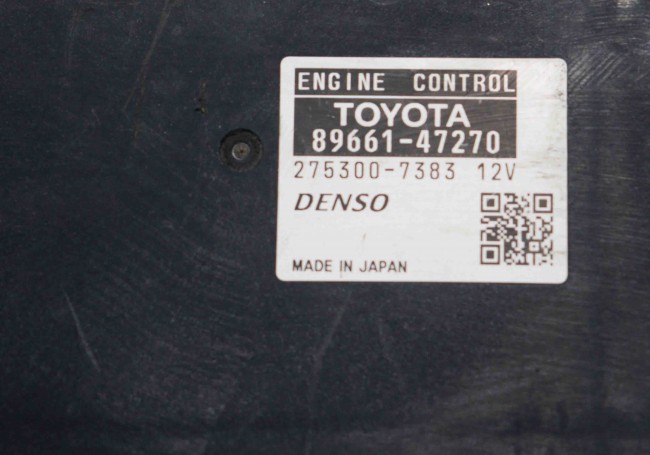 ENGINE CONTROL
TOYOTA
89661-47270
275300-7383 12V
DENSO
MADE IN JAPAN